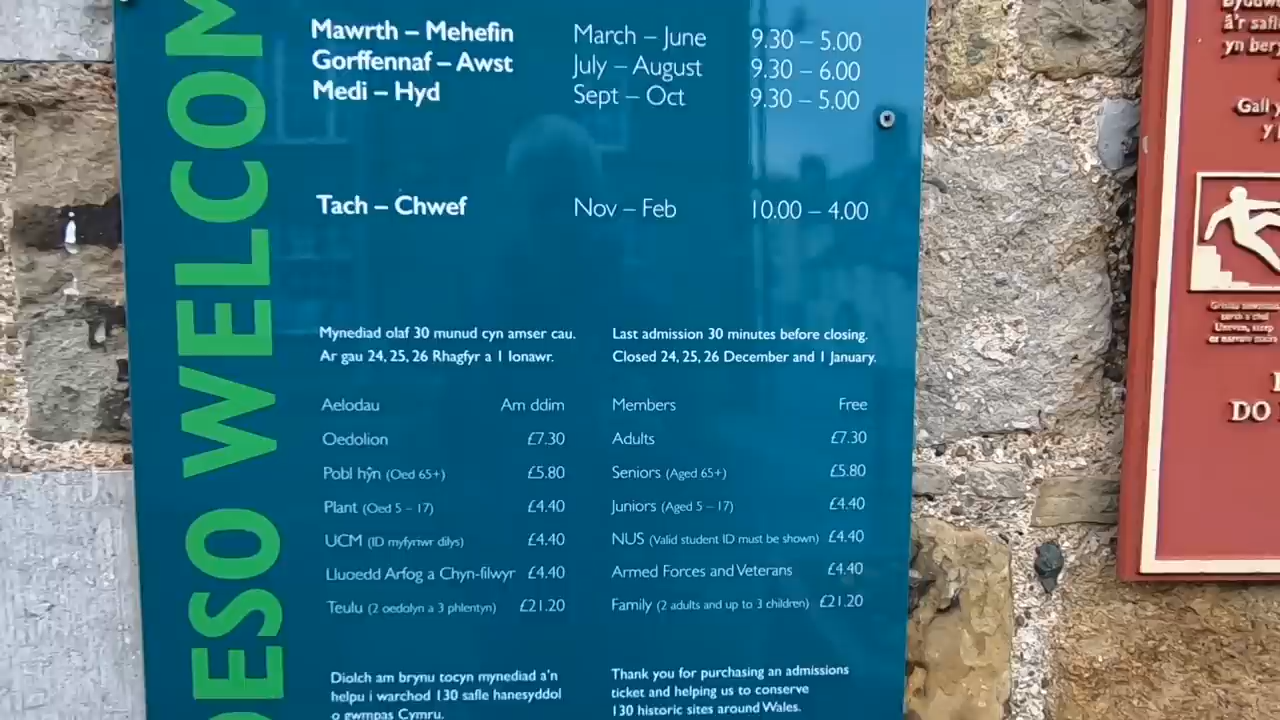 DESO WELCOM
Mawrth – Mehefin March – June 9.30 – 5.00
Gorffennaf – Awst July – August 9.30 – 6.00
Medi – Hyd Sept – Oct 9.30 – 5.00
Tach – Chwef Nov – Feb 10.00 – 4.00
Mynediad olaf 30 munud cyn amser cau.
Ar gau 24, 25, 26 Rhagfyr a 1 Ionawr.
Last admission 30 minutes before closing.
Closed 24, 25, 26 December and 1 January.
Aelodau Am ddim
Oedolion £7.30
Pobl hŷn (Oed 65+) £5.80
Plant (Oed 5 – 17) £4.40
UCM (ID myfyrwr dilys) £4.40
Lluoedd Arfog a Chyn-filwyr £4.40
Teulu (2 oedolyn a 3 phlentyn) £21.20
Members Free
Adults £7.30
Seniors (Aged 65+) £5.80
Juniors (Aged 5 – 17) £4.40
NUS (Valid student ID must be shown) £4.40
Armed Forces and Veterans £4.40
Family (2 adults and up to 3 children) £21.20
Diolch am brynu tocyn mynediad a'n
helpu i warchod 130 safle hanesyddol
o gwmpas Cymru.
Thank you for purchasing an admissions
ticket and helping us to conserve
130 historic sites around Wales.
â'r safl
yn ber
Gall y
y
Uneven, steep
DO